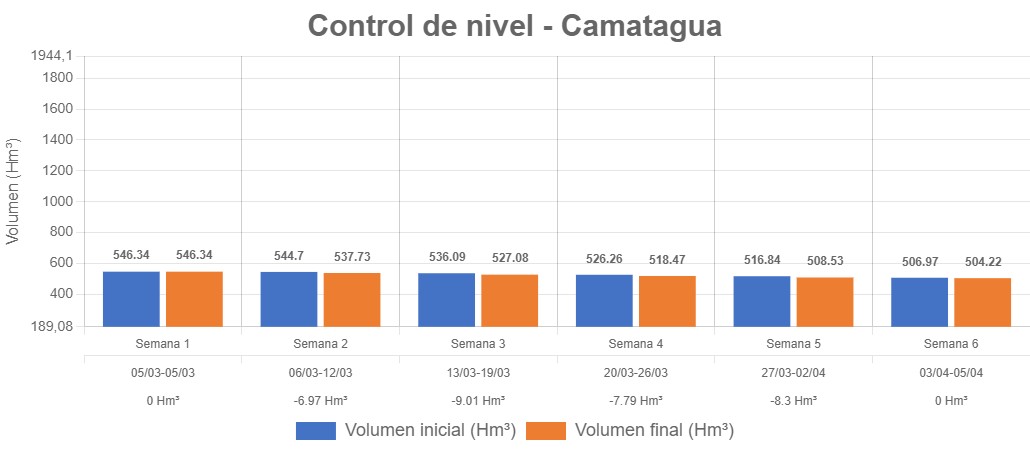 Control de nivel - Camatagua
Volumen (Hm³)
1944,1
1800
1600
1400
1200
1000
800
600
400
189,08
546.34 546.34 544.7 537.73 536.09 527.08 526.26 518.47 516.84 508.53 506.97 504.22
Semana 1 Semana 2 Semana 3 Semana 4 Semana 5 Semana 6
05/03-05/03 06/03-12/03 13/03-19/03 20/03-26/03 27/03-02/04 03/04-05/04
0 Hm³ -6.97 Hm³ -9.01 Hm³ -7.79 Hm³ -8.3 Hm³ 0 Hm³
Volumen inicial (Hm³) Volumen final (Hm³)